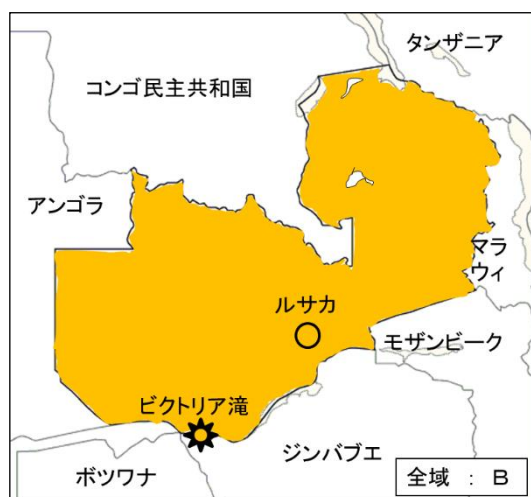 タンザニア
コンゴ民主共和国
アンゴラ
マラ
ウィ
ルサカ
モザンビーク
ビクトリア滝
ジンバブエ
ボツワナ
全域 : B